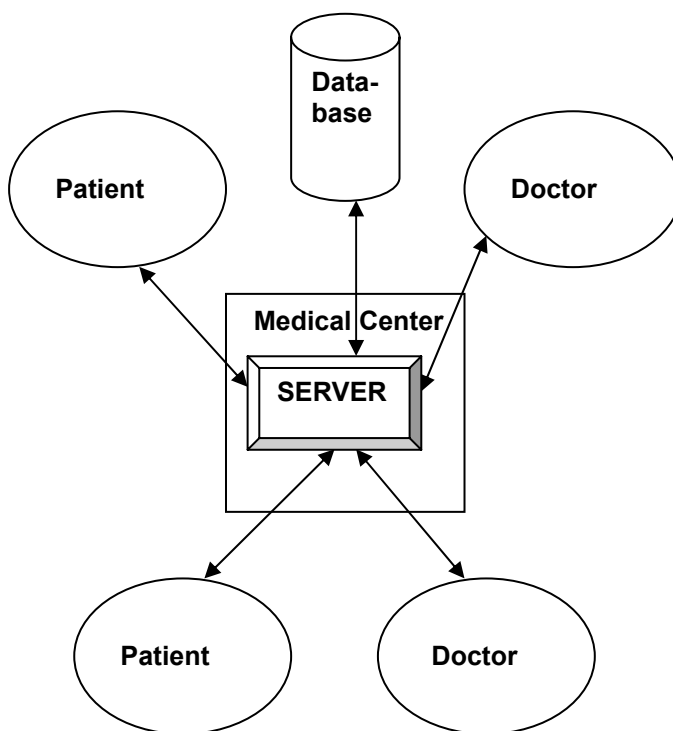 Data-
base
Patient
Doctor
Medical Center
SERVER
Patient
Doctor